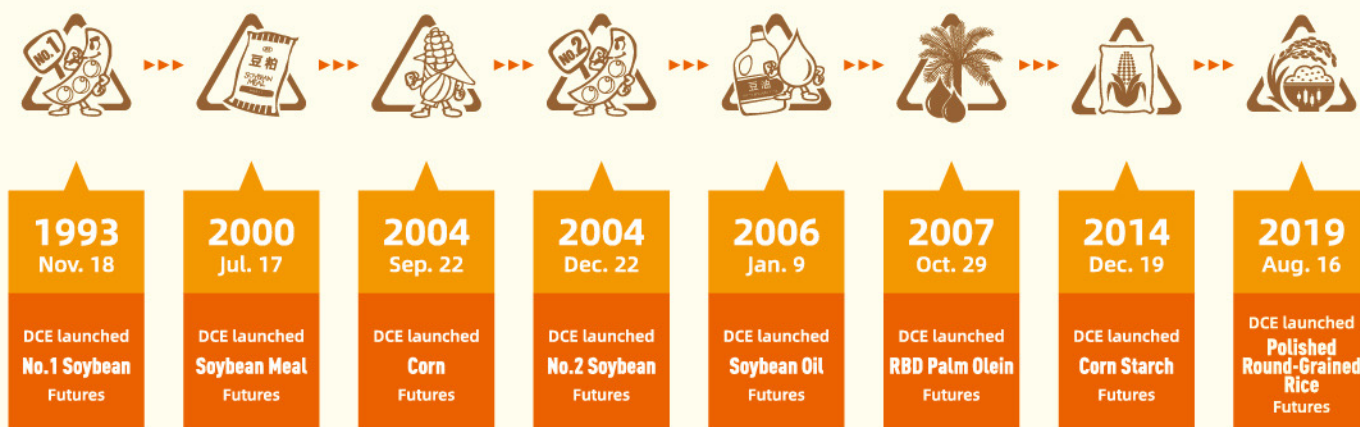 No.1
豆粕
SOYBEAN
MEAL
No.2
豆油
1993
Nov. 18
DCE launched
No.1 Soybean
Futures
2000
Jul. 17
DCE launched
Soybean Meal
Futures
2004
Sep. 22
DCE launched
Corn
Futures
2004
Dec. 22
DCE launched
No.2 Soybean
Futures
2006
Jan. 9
DCE launched
Soybean Oil
Futures
2007
Oct. 29
DCE launched
RBD Palm Olein
Futures
2014
Dec. 19
DCE launched
Corn Starch
Futures
2019
Aug. 16
DCE launched
Polished
Round-Grained
Rice
Futures